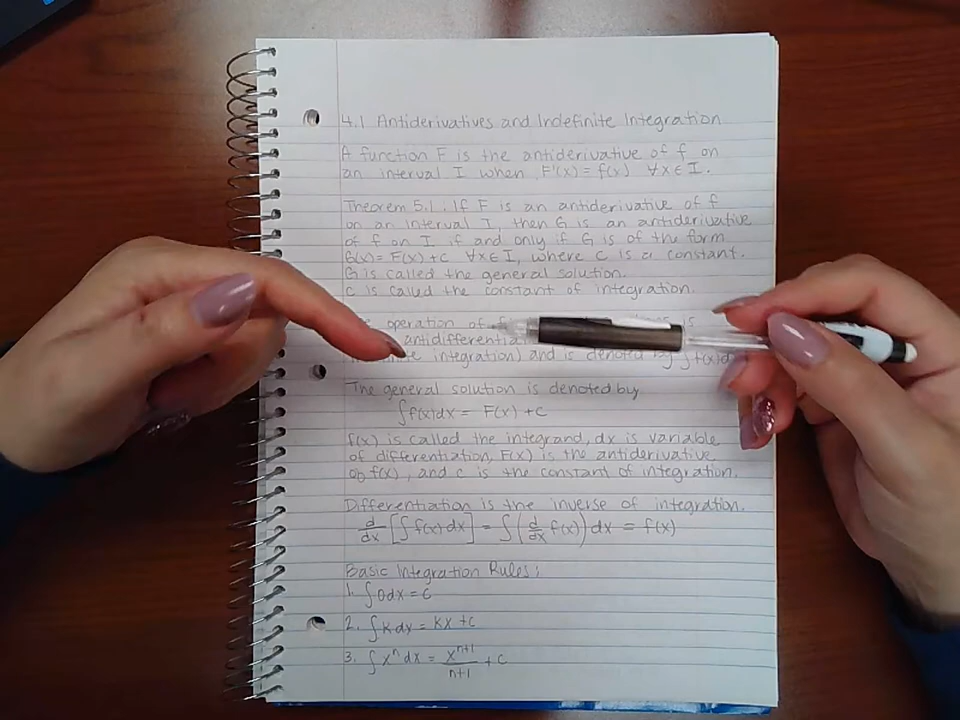 4.1 Antiderivatives and Indefinite Integration
A function F is the antiderivative of f on
an interval I when F'(x) = f(x) ∀x∈I.
Theorem 5.1: If F is an antiderivative of f
on an interval I, then G is an antiderivative
of f on I if and only if G is of the form
G(x) = F(x) + C ∀x∈I, where C is a constant.
G is called the general solution.
C is called the constant of integration.
operation of is
antidifferentia
integration) and is denoted by ∫f(x)d
The general solution is denoted by
∫f(x)dx = F(x) + C
f(x) is called the integrand, dx is variable
of differentiation, F(x) is the antiderivative
of f(x), and C is the constant of integration.
Differentiation is the inverse of integration.
d/dx [∫f(x)dx] = ∫(d/dx f(x)) dx = f(x)
Basic Integration Rules:
1. ∫0dx = C
2. ∫k dx = kx + C
3. ∫x^n dx = x^(n+1)/(n+1) + C